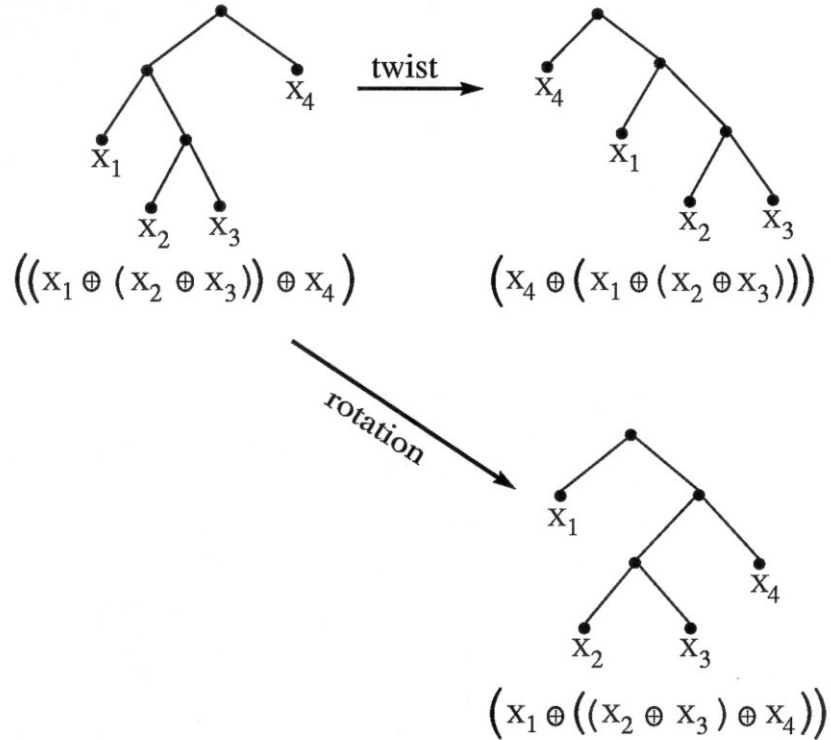 twist
X₄ X₄
X₁ X₁
X₂ X₃ X₂ X₃
((X₁ ⊕ (X₂ ⊕ X₃)) ⊕ X₄) (X₄ ⊕ (X₁ ⊕ (X₂ ⊕ X₃)))
rotation
X₁
X₄
X₂ X₃
(X₁ ⊕ ((X₂ ⊕ X₃) ⊕ X₄))